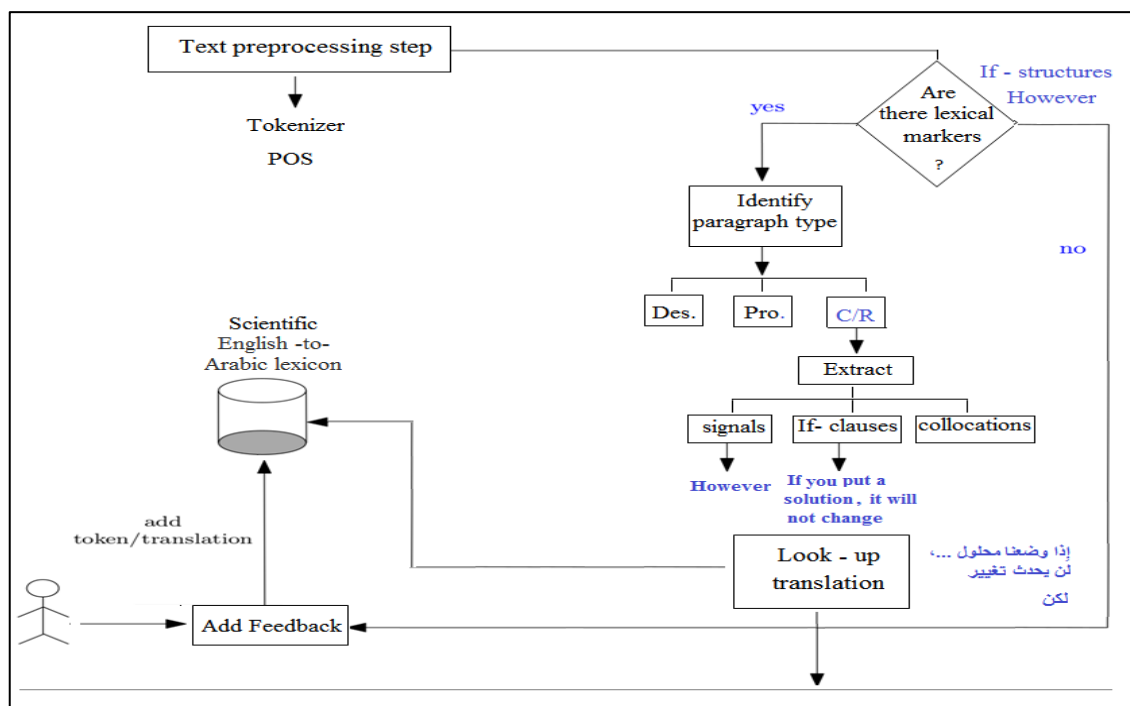 Text preprocessing step
Tokenizer
POS
If - structures
However
Are
there lexical
markers
?
yes
no
Identify
paragraph type
Des.
Pro.
C/R
Extract
signals
If- clauses
collocations
However
If you put a
solution , it will
not change
Scientific
English -to-
Arabic lexicon
Look - up
translation
إذا وضعنا محلول ...،
لن يحدث تغيير
لكن
add
token/translation
Add Feedback